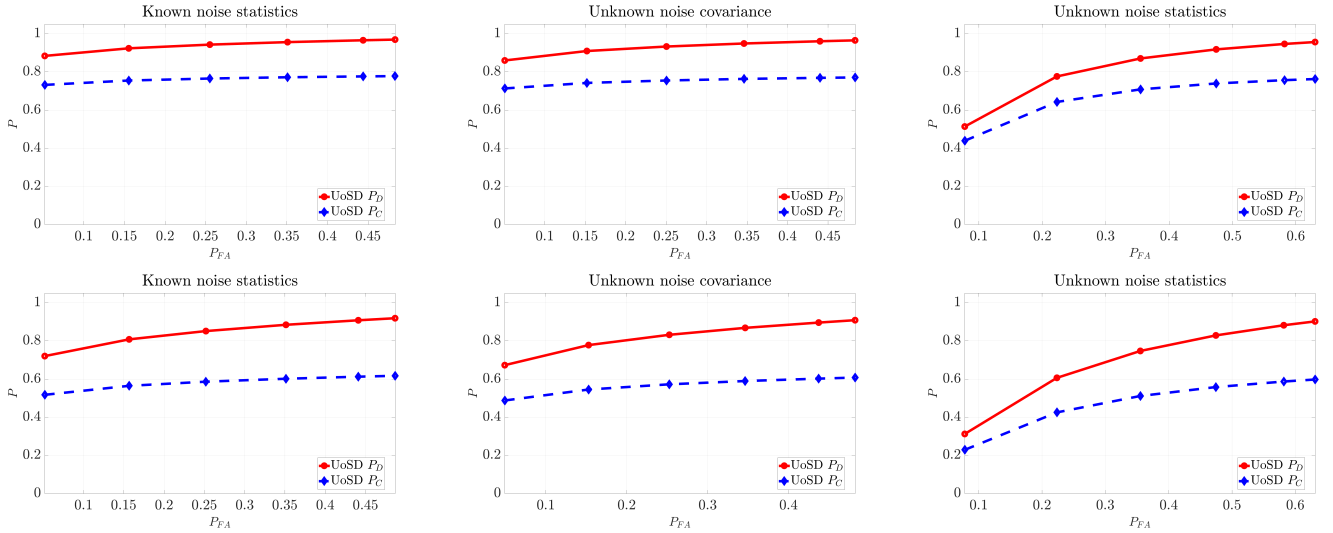 Known noise statistics
1
0.8
0.6
0.4
0.2
0
P
0.1 0.15 0.2 0.25 0.3 0.35 0.4 0.45
P_FA
UoSD P_D
UoSD P_C
Unknown noise covariance
1
0.8
0.6
0.4
0.2
0
P
0.1 0.15 0.2 0.25 0.3 0.35 0.4 0.45
P_FA
UoSD P_D
UoSD P_C
Unknown noise statistics
1
0.8
0.6
0.4
0.2
0
P
0.1 0.2 0.3 0.4 0.5 0.6
P_FA
UoSD P_D
UoSD P_C
Known noise statistics
1
0.8
0.6
0.4
0.2
0
P
0.1 0.15 0.2 0.25 0.3 0.35 0.4 0.45
P_FA
UoSD P_D
UoSD P_C
Unknown noise covariance
1
0.8
0.6
0.4
0.2
0
P
0.1 0.2 0.3 0.4
P_FA
UoSD P_D
UoSD P_C
Unknown noise statistics
1
0.8
0.6
0.4
0.2
0
P
0.1 0.2 0.3 0.4 0.5 0.6
P_FA
UoSD P_D
UoSD P_C